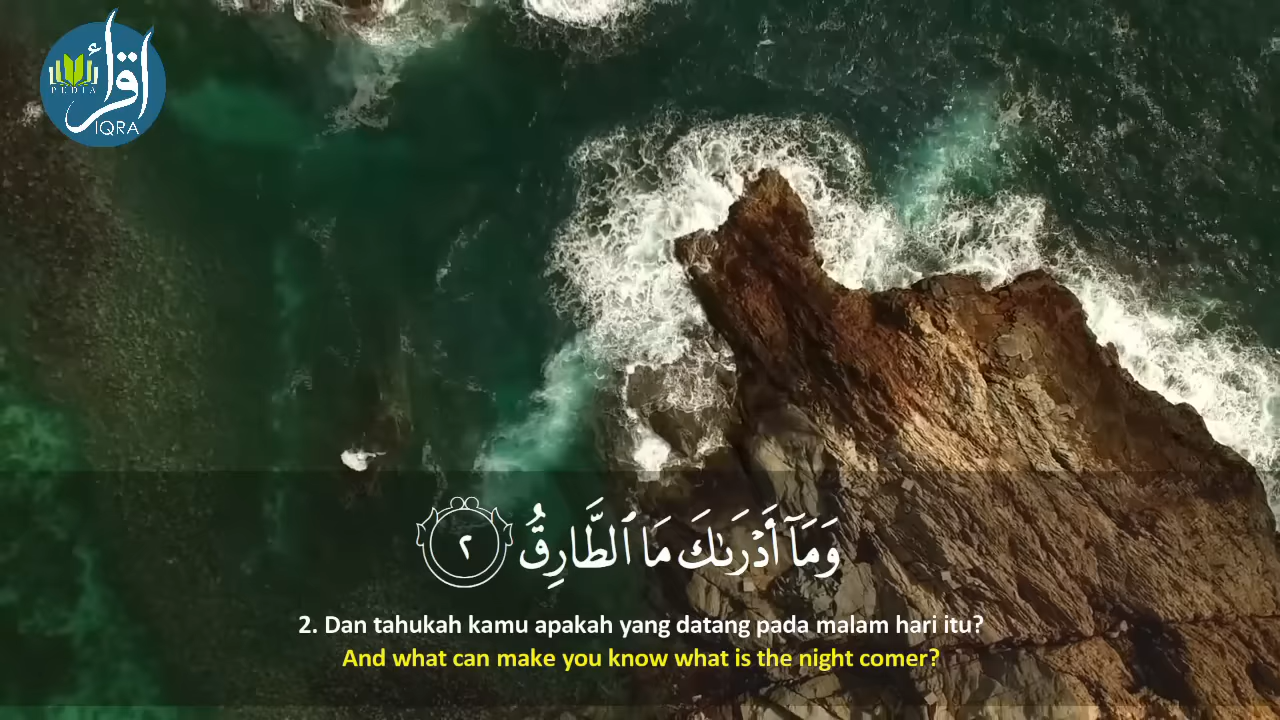 اقرأ
PEDIA
IQRA
وَمَآ أَدْرَىٰكَ مَا ٱلطَّارِقُ ٢
2. Dan tahukah kamu apakah yang datang pada malam hari itu?
And what can make you know what is the night comer?